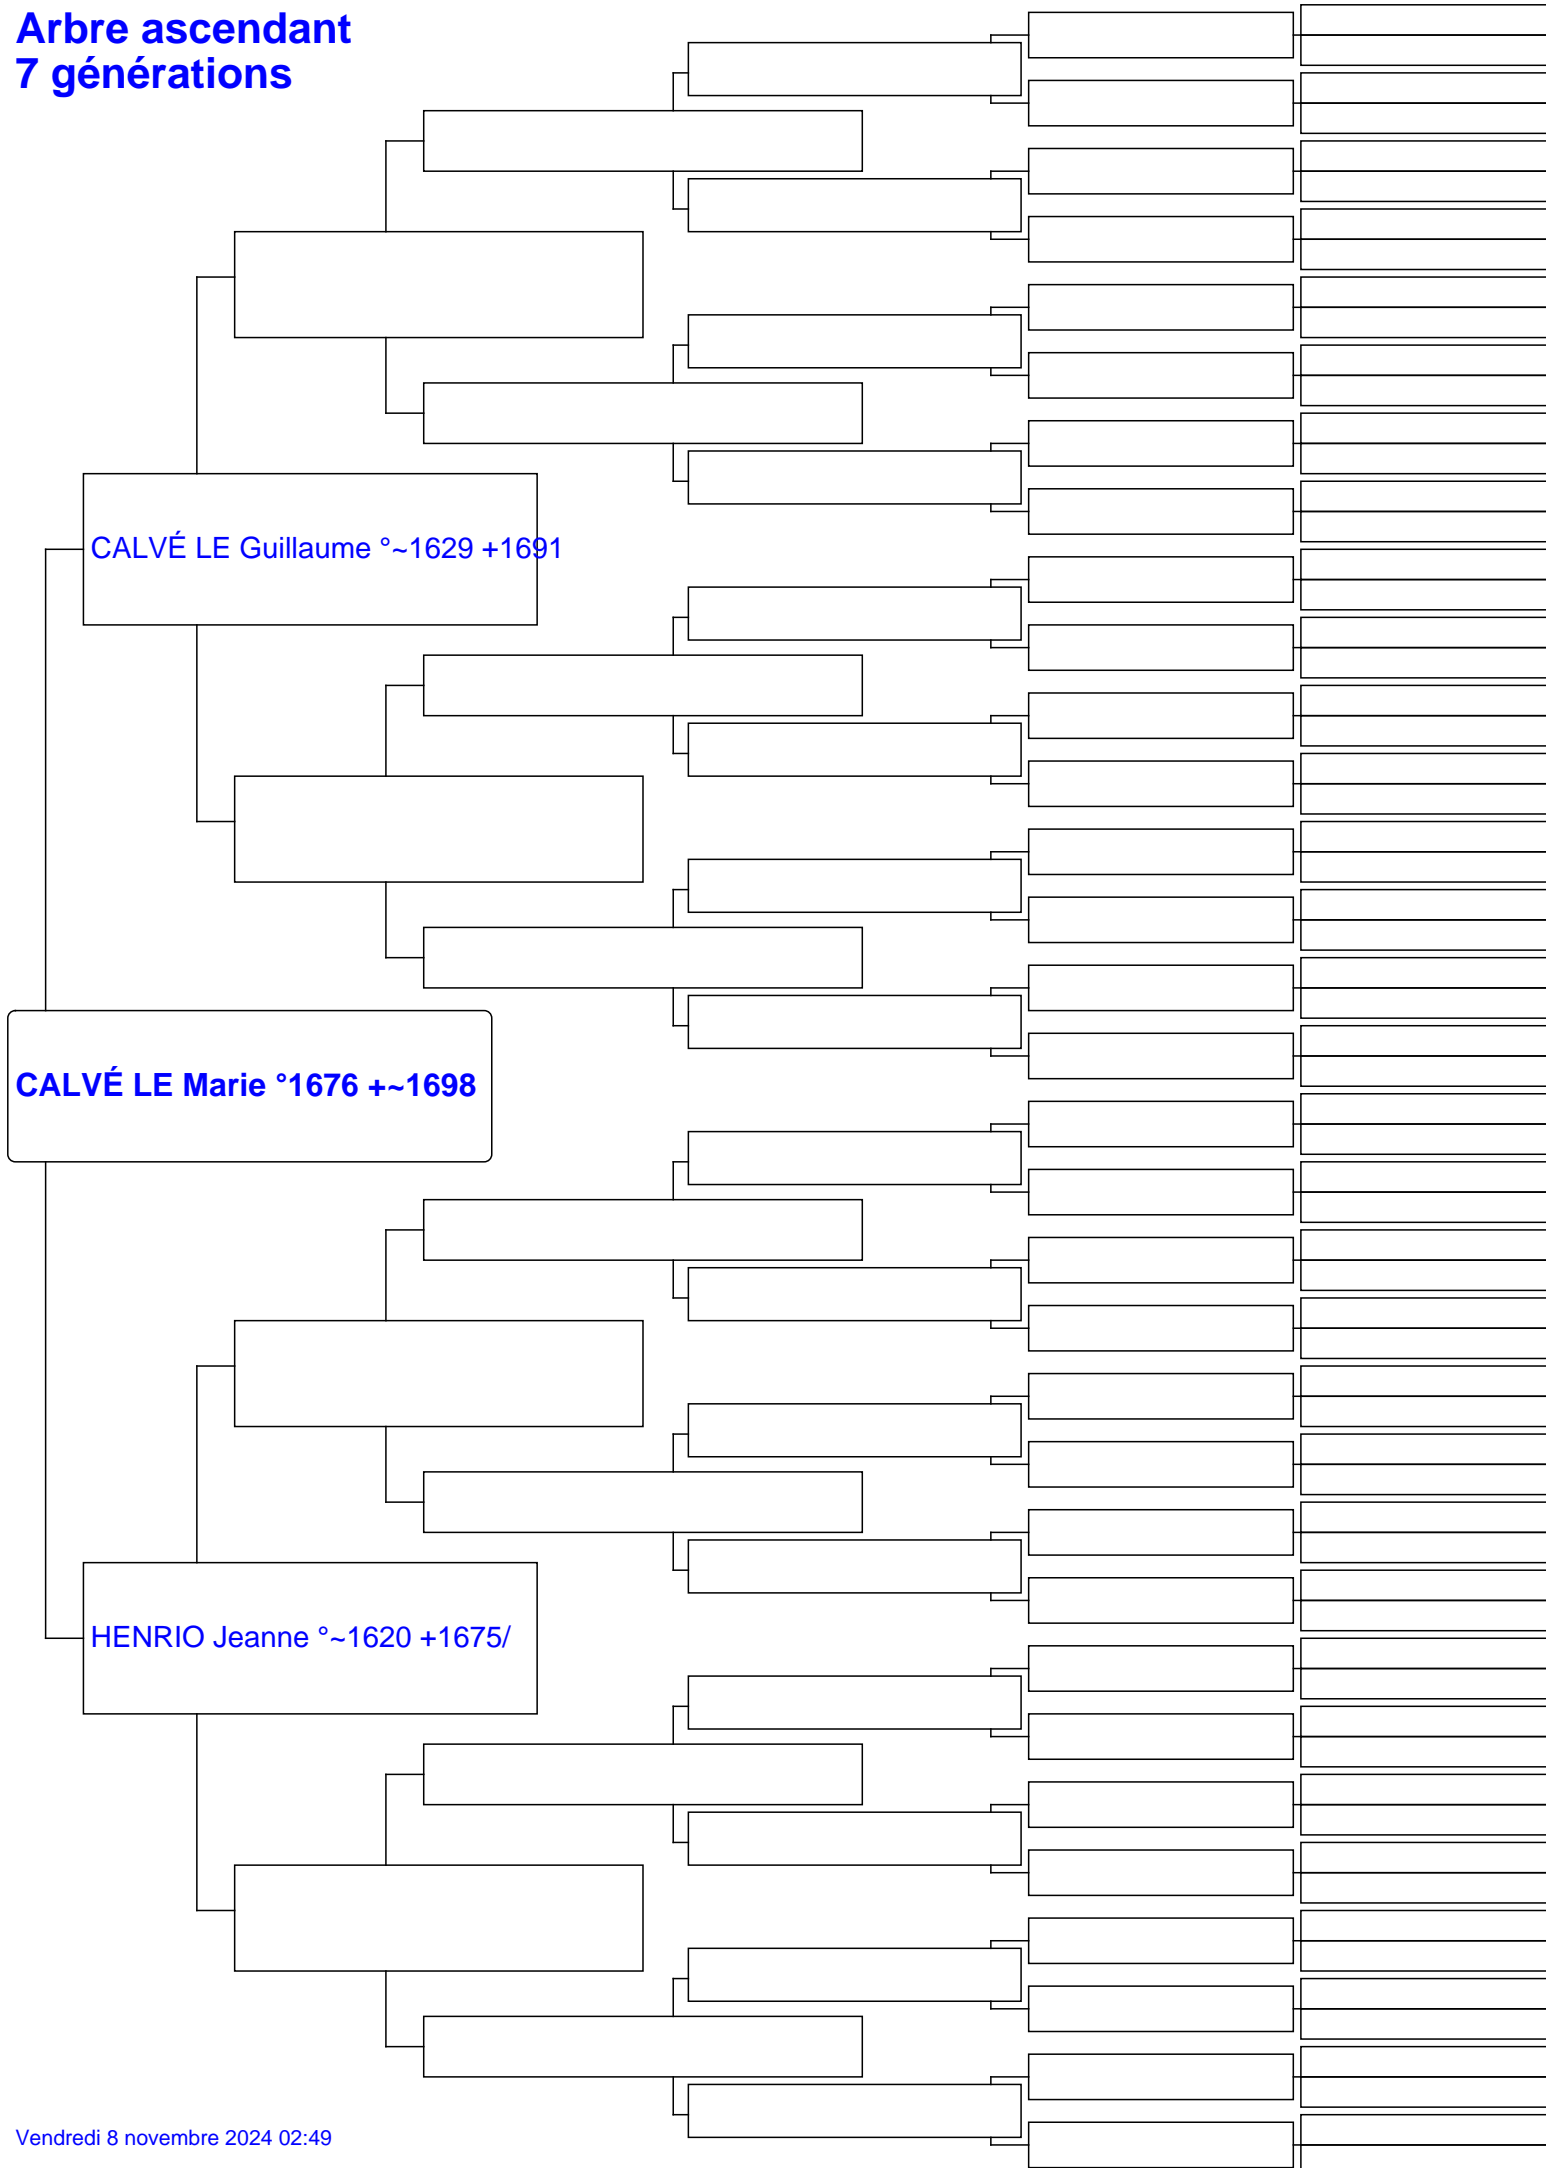 Arbre ascendant
7 générations
CALVÉ LE Guillaume °~1629 +1691
CALVÉ LE Marie °1676 +~1698
HENRIO Jeanne °~1620 +1675/
Vendredi 8 novembre 2024 02:49